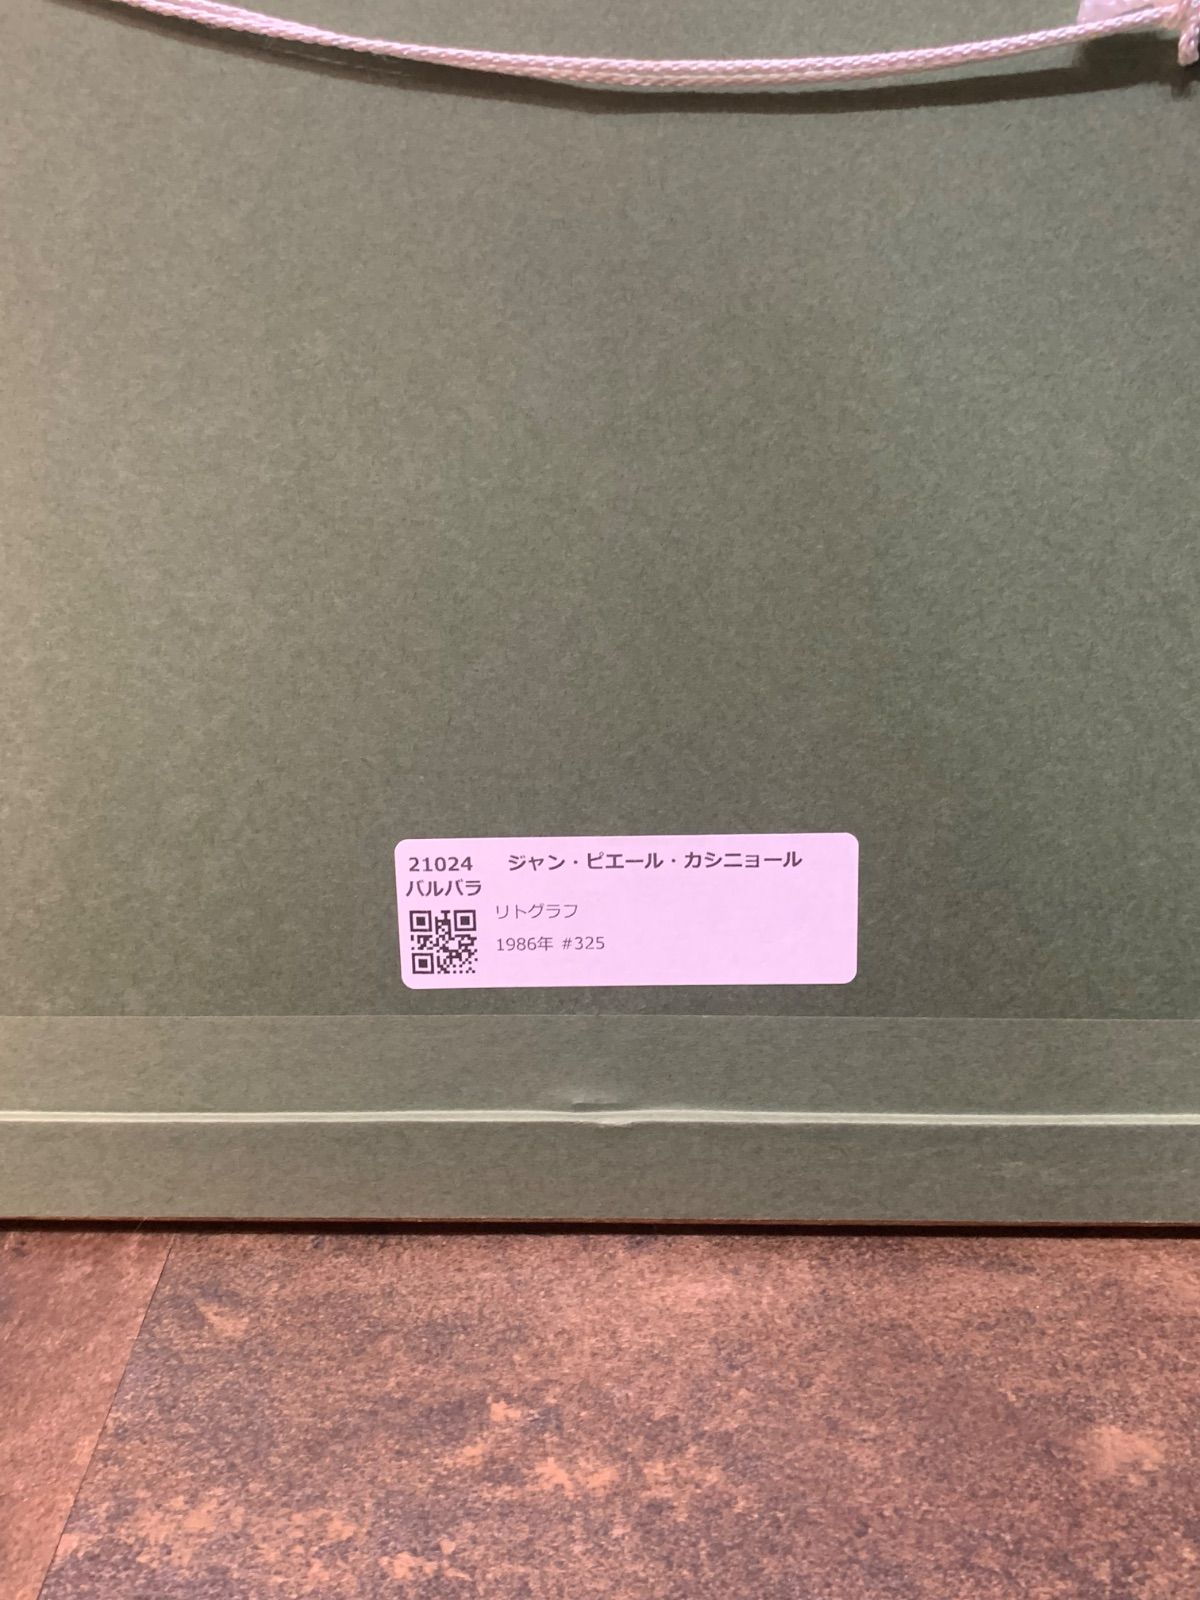 21024 ジャン・ピエール・カシニョール
バルバラ
リトグラフ
1986年 #325